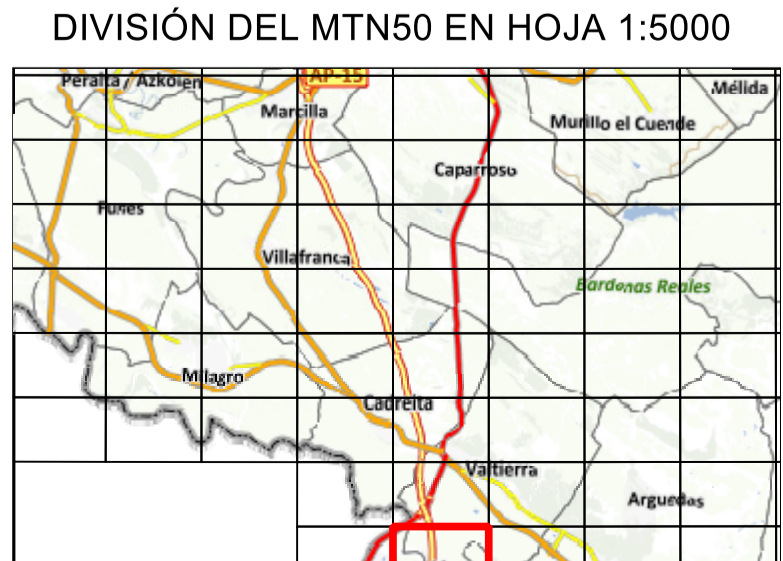 DIVISIÓN DEL MTN50 EN HOJA 1:5000
AP-15
Peralta / Azkoien
Mélida
Marcilla
Murillo el Cuende
Caparroso
Funes
Villafranca
Bardenas Reales
Milagro
Cadreita
Valtierra
Arguedas